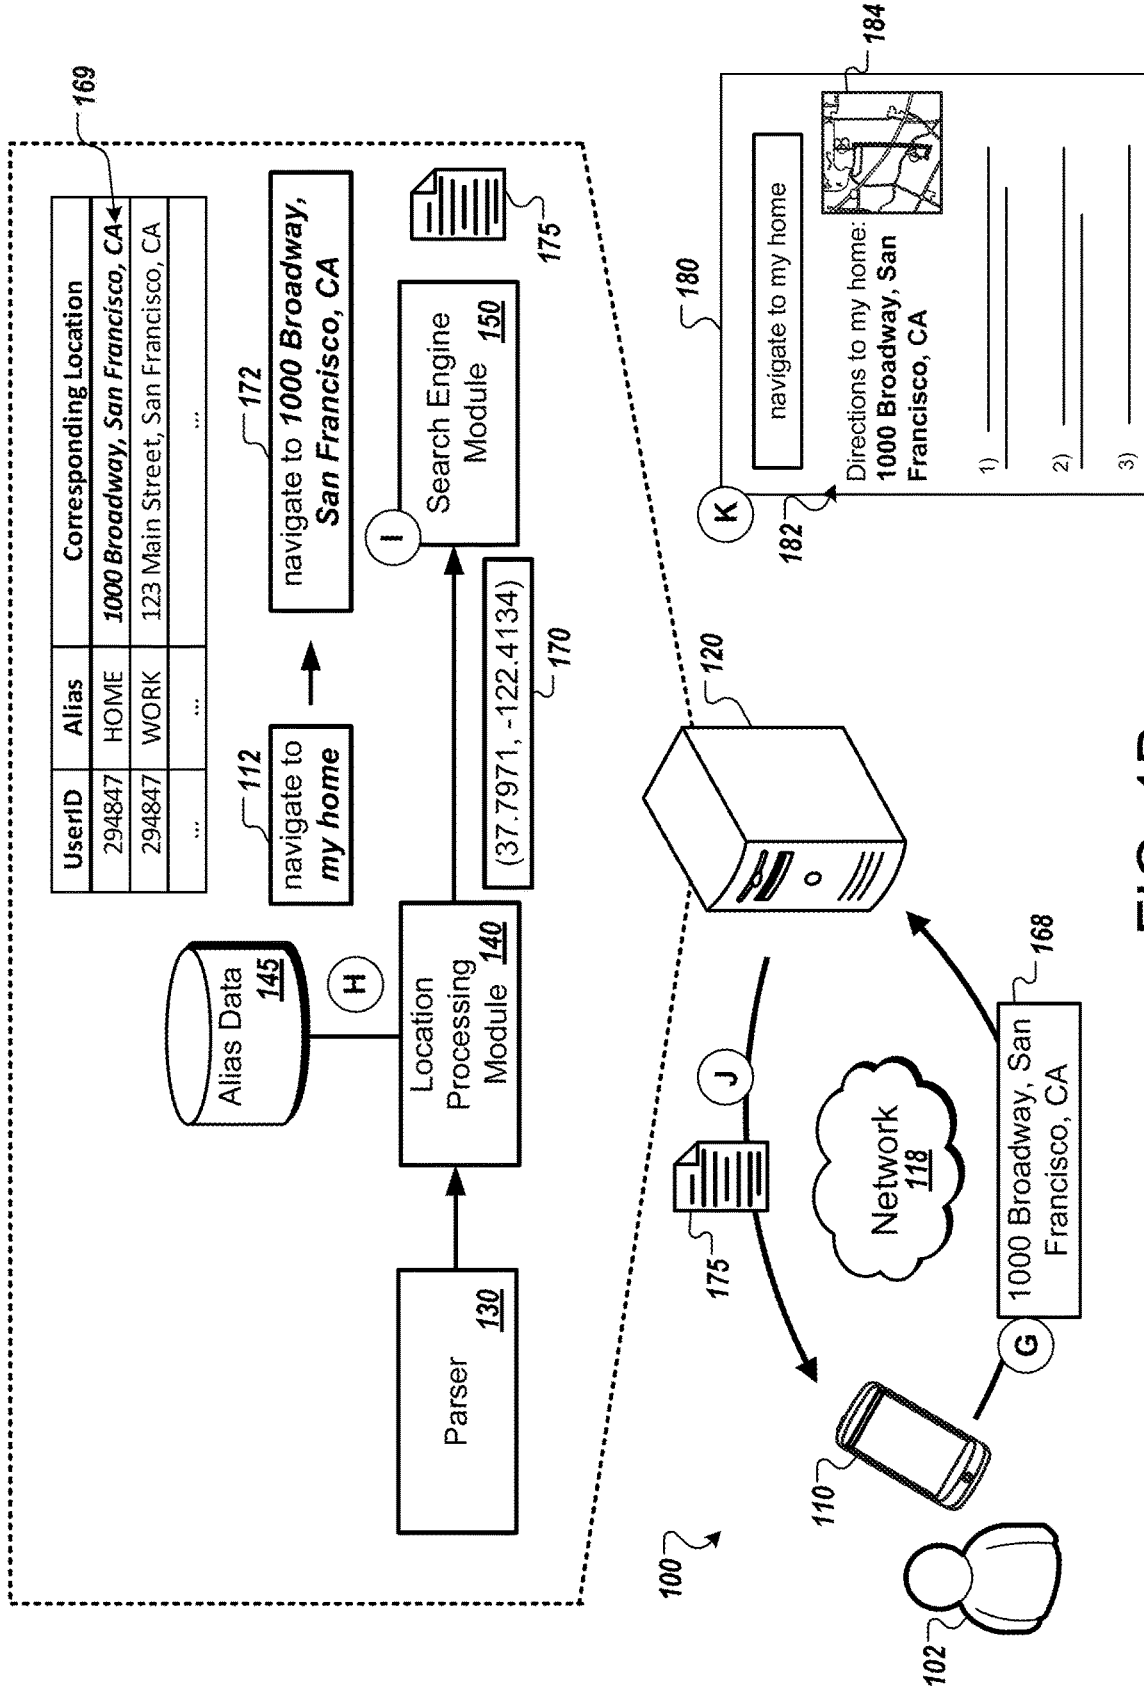 UserID Alias Corresponding Location
294847 HOME 1000 Broadway, San Francisco, CA
294847 WORK 123 Main Street, San Francisco, CA
... ... ...
169
112
navigate to
my home
172
navigate to 1000 Broadway,
San Francisco, CA
Alias Data
145
H
Parser
130
Location
Processing
Module 140
I
Search Engine
Module 150
175
(37.7971, -122.4134)
170
100
102
110
175
J
Network
118
G
1000 Broadway, San
Francisco, CA
168
120
180
K
navigate to my home
182
Directions to my home:
1000 Broadway, San
Francisco, CA
184
1)
2)
3)